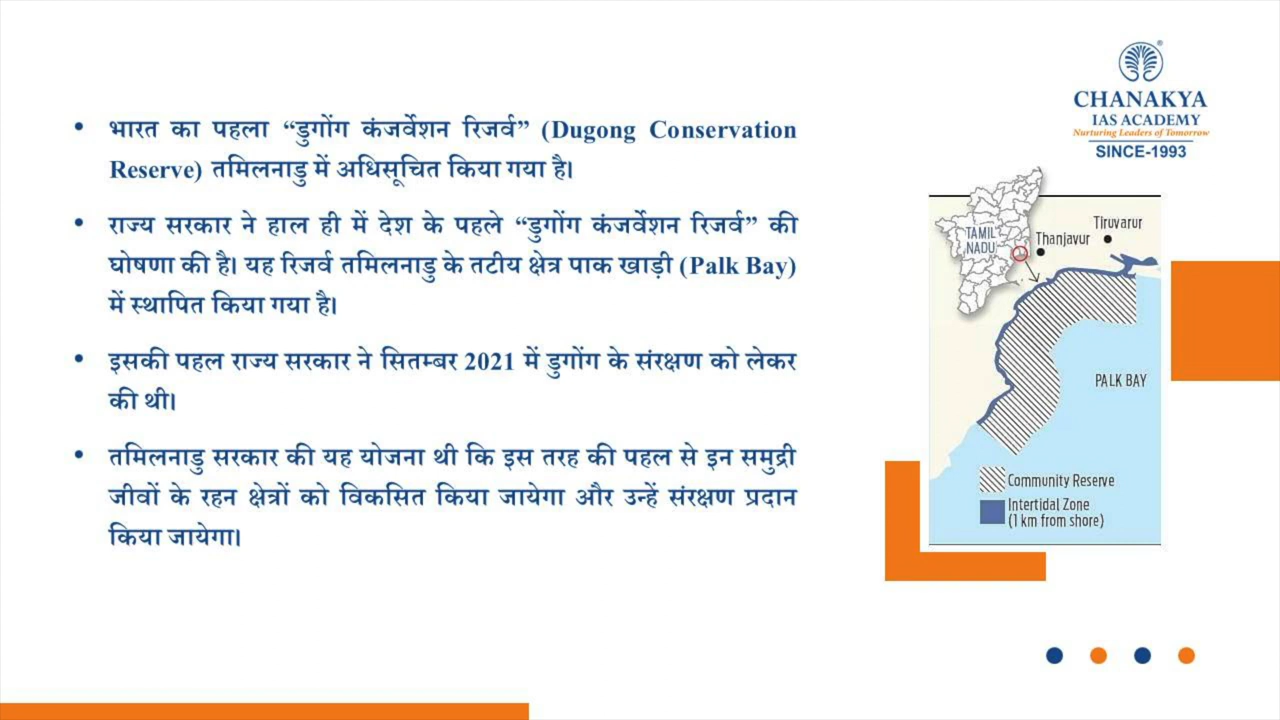 • भारत का पहला “डुगोंग कंजर्वेशन रिजर्व” (Dugong Conservation
Reserve) तमिलनाडु में अधिसूचित किया गया है।
• राज्य सरकार ने हाल ही में देश के पहले “डुगोंग कंजर्वेशन रिजर्व” की
घोषणा की है। यह रिजर्व तमिलनाडु के तटीय क्षेत्र पाक खाड़ी (Palk Bay)
में स्थापित किया गया है।
• इसकी पहल राज्य सरकार ने सितम्बर 2021 में डुगोंग के संरक्षण को लेकर
की थी।
• तमिलनाडु सरकार की यह योजना थी कि इस तरह की पहल से इन समुद्री
जीवों के रहन क्षेत्रों को विकसित किया जायेगा और उन्हें संरक्षण प्रदान
किया जायेगा।
CHANAKYA
IAS ACADEMY
Nurturing Leaders of Tomorrow
SINCE-1993
TAMIL
NADU
Thanjavur
Tiruvarur
PALK BAY
Community Reserve
Intertidal Zone
(1 km from shore)